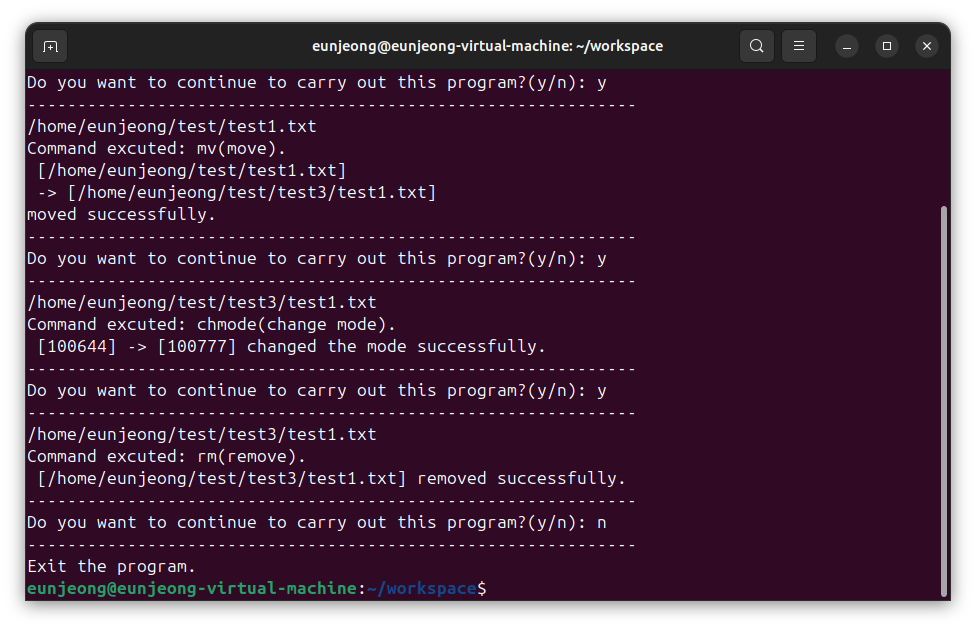 eunjeong@eunjeong-virtual-machine: ~/workspace
Do you want to continue to carry out this program?(y/n): y
-------------------------------------------------------------
/home/eunjeong/test/test1.txt
Command excuted: mv(move).
 [/home/eunjeong/test/test1.txt]
 -> [/home/eunjeong/test/test3/test1.txt]
moved successfully.
-------------------------------------------------------------
Do you want to continue to carry out this program?(y/n): y
-------------------------------------------------------------
/home/eunjeong/test/test3/test1.txt
Command excuted: chmode(change mode).
 [100644] -> [100777] changed the mode successfully.
-------------------------------------------------------------
Do you want to continue to carry out this program?(y/n): y
-------------------------------------------------------------
/home/eunjeong/test/test3/test1.txt
Command excuted: rm(remove).
 [/home/eunjeong/test/test3/test1.txt] removed successfully.
-------------------------------------------------------------
Do you want to continue to carry out this program?(y/n): n
-------------------------------------------------------------
Exit the program.
eunjeong@eunjeong-virtual-machine:~/workspace$